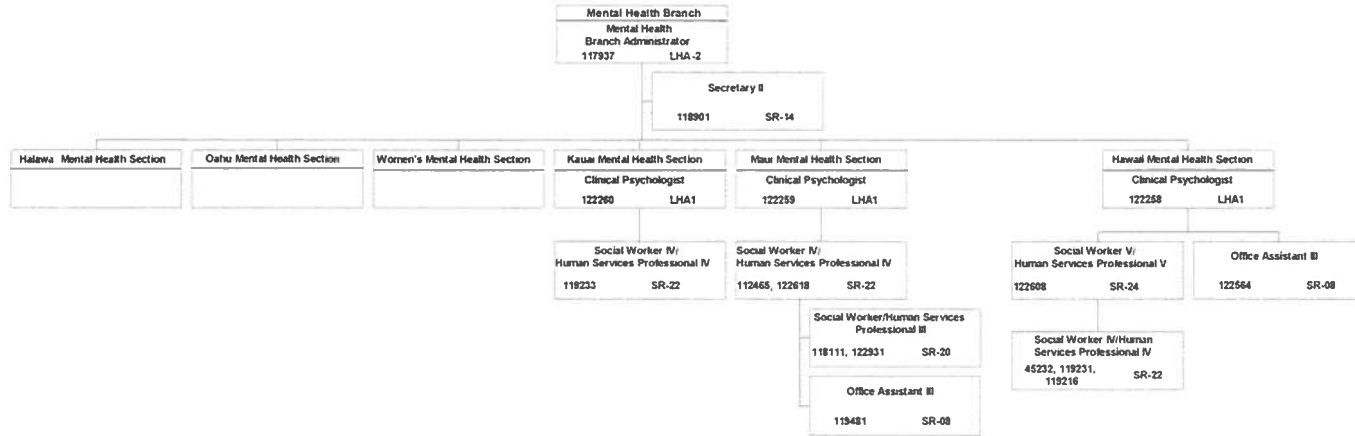 Mental Health Branch
Mental Health
Branch Administrator
117937 LHA-2
Secretary II
118901 SR-14
Halawa Mental Health Section
Oahu Mental Health Section
Women's Mental Health Section
Kauai Mental Health Section
Clinical Psychologist
122260 LHA1
Maui Mental Health Section
Clinical Psychologist
122259 LHA1
Hawaii Mental Health Section
Clinical Psychologist
122258 LHA1
Social Worker IV/
Human Services Professional IV
119233 SR-22
Social Worker IV/
Human Services Professional IV
112465, 122618 SR-22
Social Worker/Human Services
Professional III
118111, 122931 SR-20
Office Assistant III
119481 SR-08
Social Worker V/
Human Services Professional V
122608 SR-24
Office Assistant III
122564 SR-08
Social Worker IV/Human
Services Professional IV
45232, 119231,
119216 SR-22